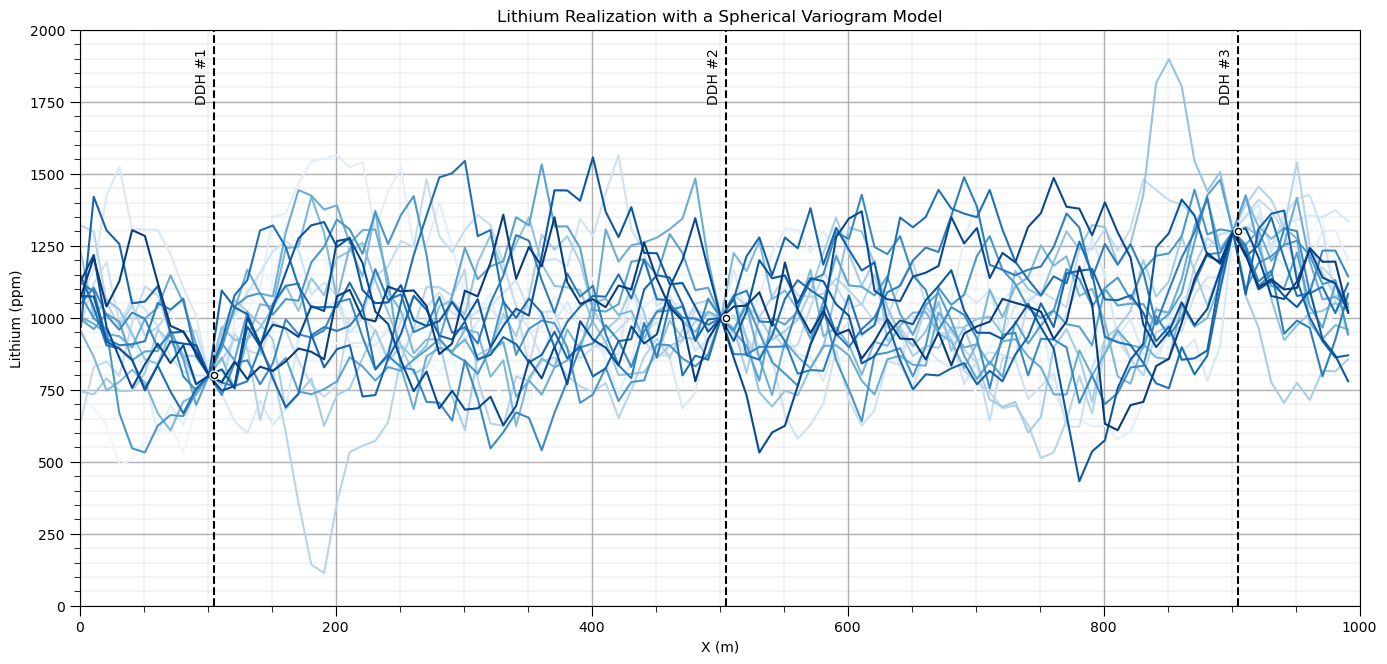 Lithium Realization with a Spherical Variogram Model
2000
1750
1500
1250
1000
750
500
250
0
Lithium (ppm)
DDH #1
DDH #2
DDH #3
0
200
400
600
800
1000
X (m)